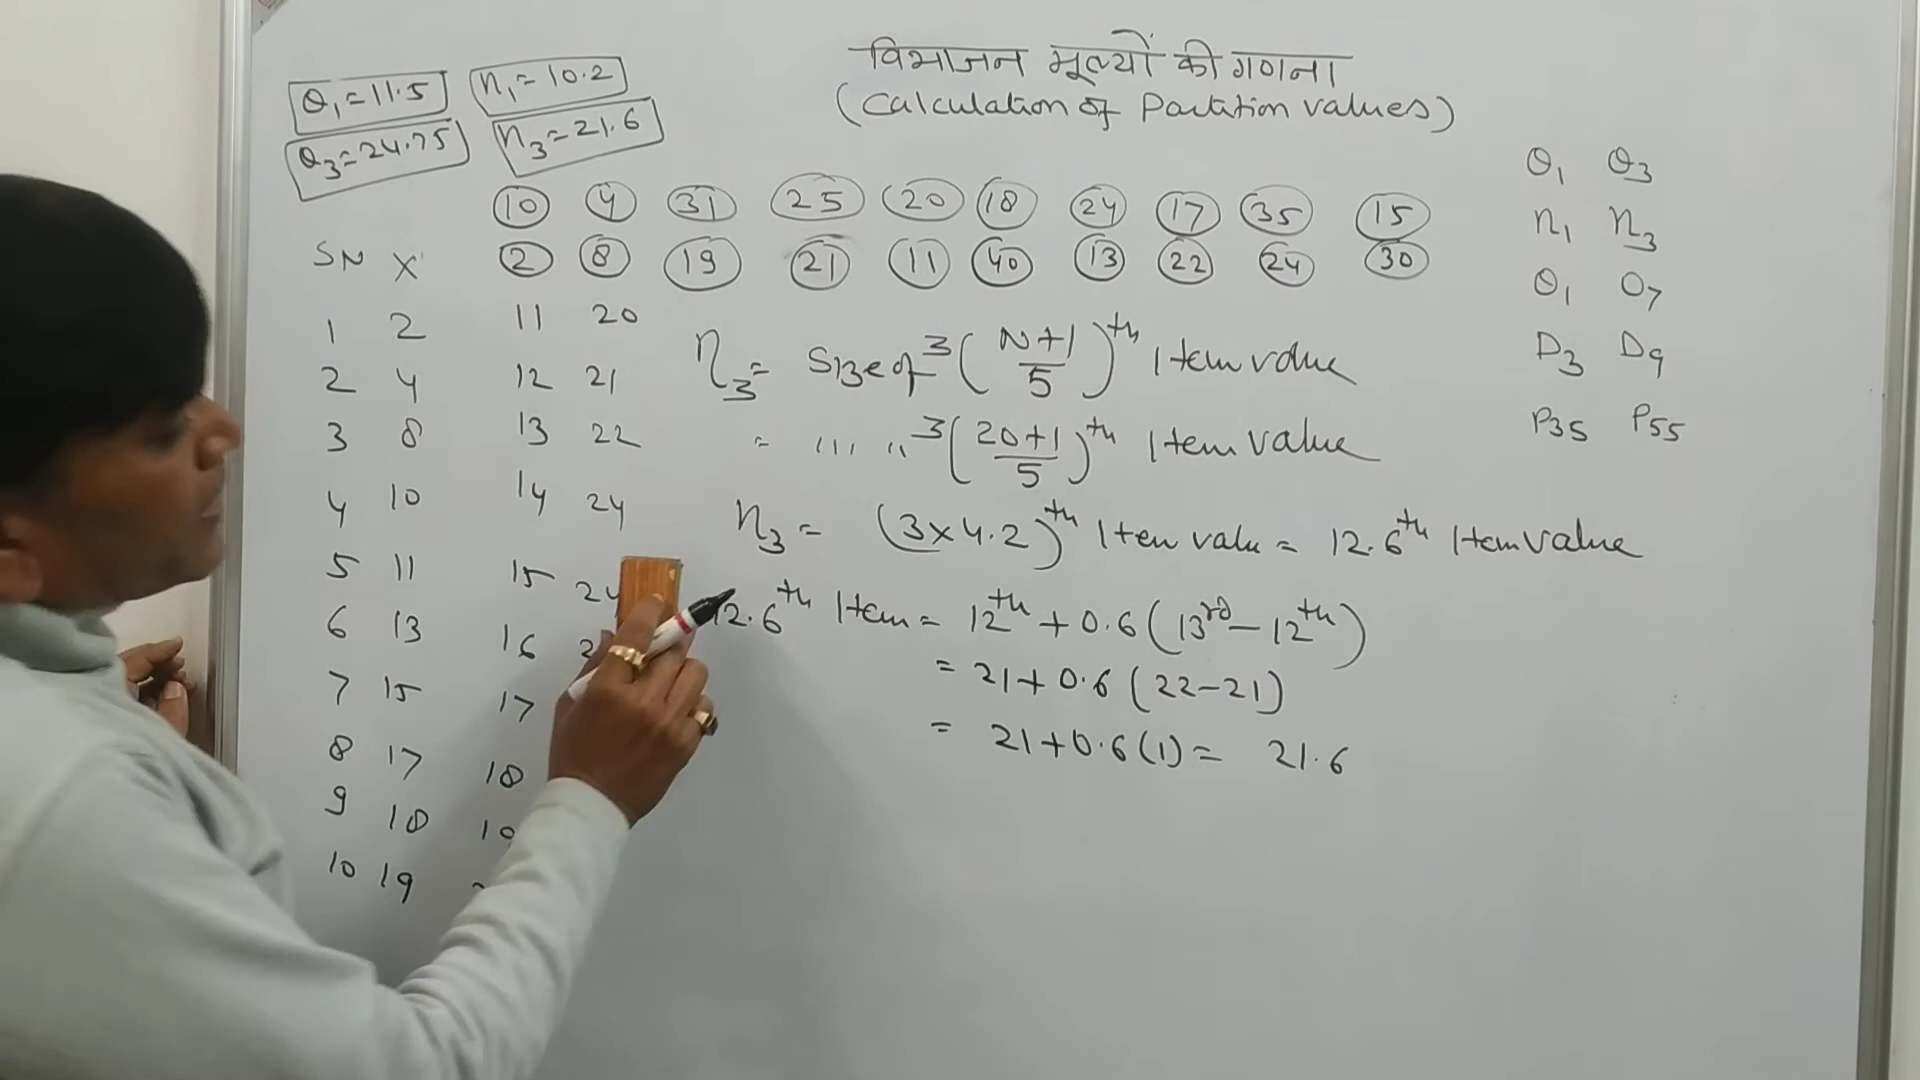 विभाजन मूल्यों की गणना
(Calculation of Partition values)
Q₁=11.5 n₁=10.2
Q₃=24.75 n₃=21.6
Q₁ Q₃
n₁ n₃
O₁ O₇
D₃ D₉
P35 P55
10 4 31 25 20 18 24 17 35 15
2 8 19 21 11 40 13 22 24 30
SN X
1 2 11 20
2 4 12 21
3 8 13 22
4 10 14 24
5 11 15 24
6 13 16
7 15 17
8 17 18
9 18 19
10 19
n₃= Size of 3(N+1/5)th Item value
= ,,, ,, 3(20+1/5)th Item value
n₃= (3×4.2)th Item valu = 12.6th Item value
12.6th Item = 12th+0.6(13rd-12th)
= 21+0.6(22-21)
= 21+0.6(1)= 21.6